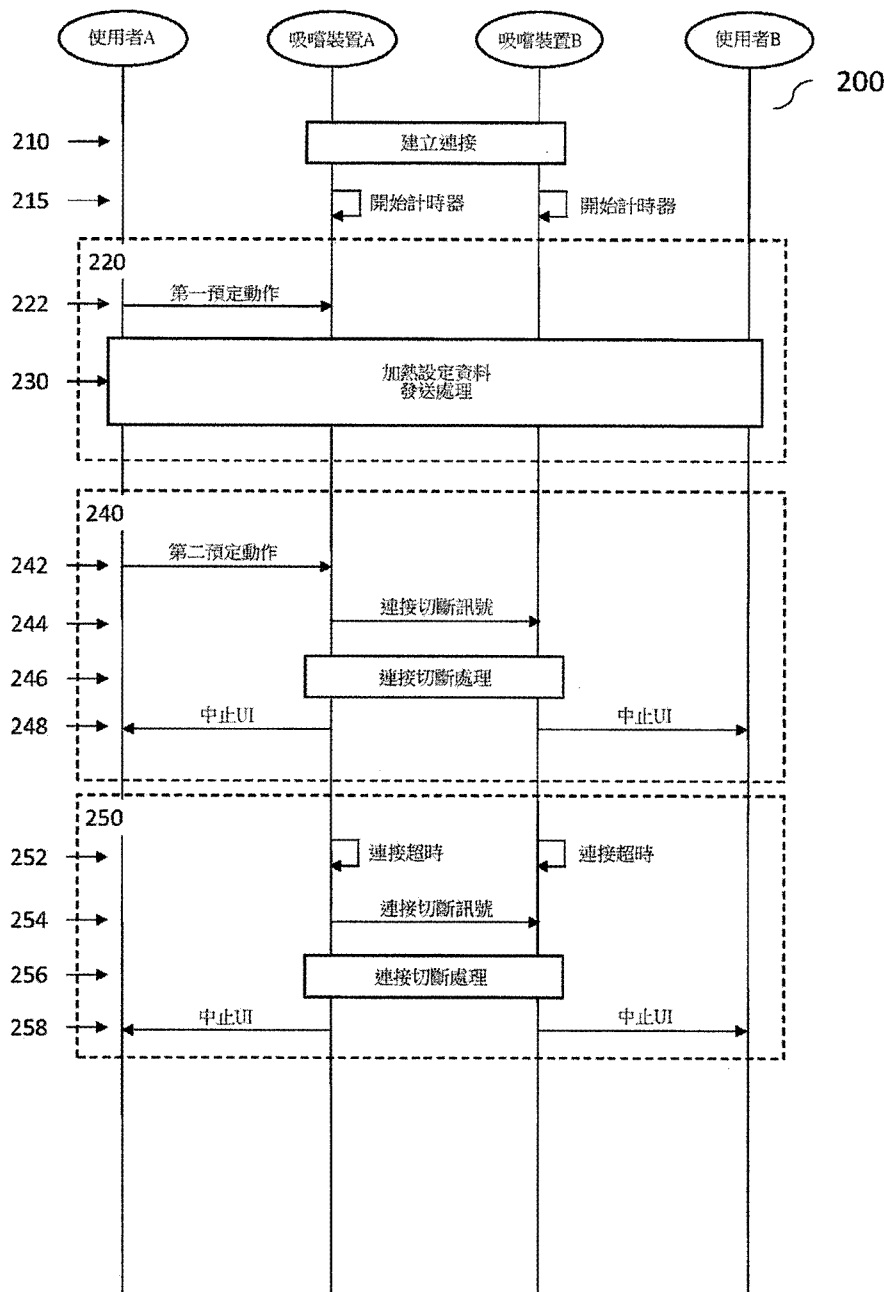 使用者A
吸嚐裝置A
吸嚐裝置B
使用者B
200
210
建立連接
215
開始計時器
開始計時器
220
222
第一預定動作
230
加熱設定資料
發送處理
240
242
第二預定動作
244
連接切斷訊號
246
連接切斷處理
248
中止UI
中止UI
250
252
連接超時
連接超時
254
連接切斷訊號
256
連接切斷處理
258
中止UI
中止UI